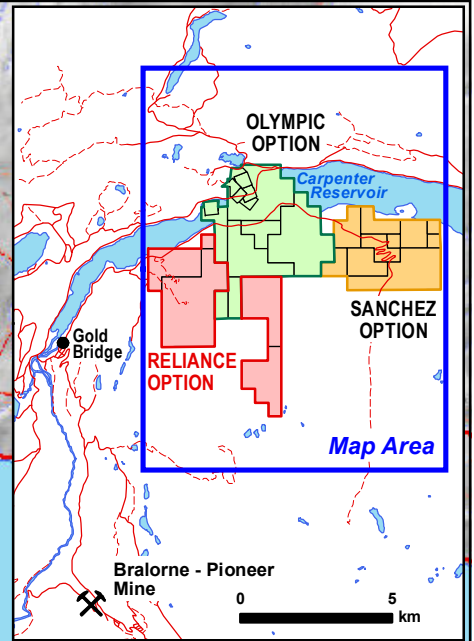 OLYMPIC
OPTION
Carpenter
Reservoir
Gold
Bridge
RELIANCE
OPTION
SANCHEZ
OPTION
Map Area
Bralorne - Pioneer
Mine
0 5
km